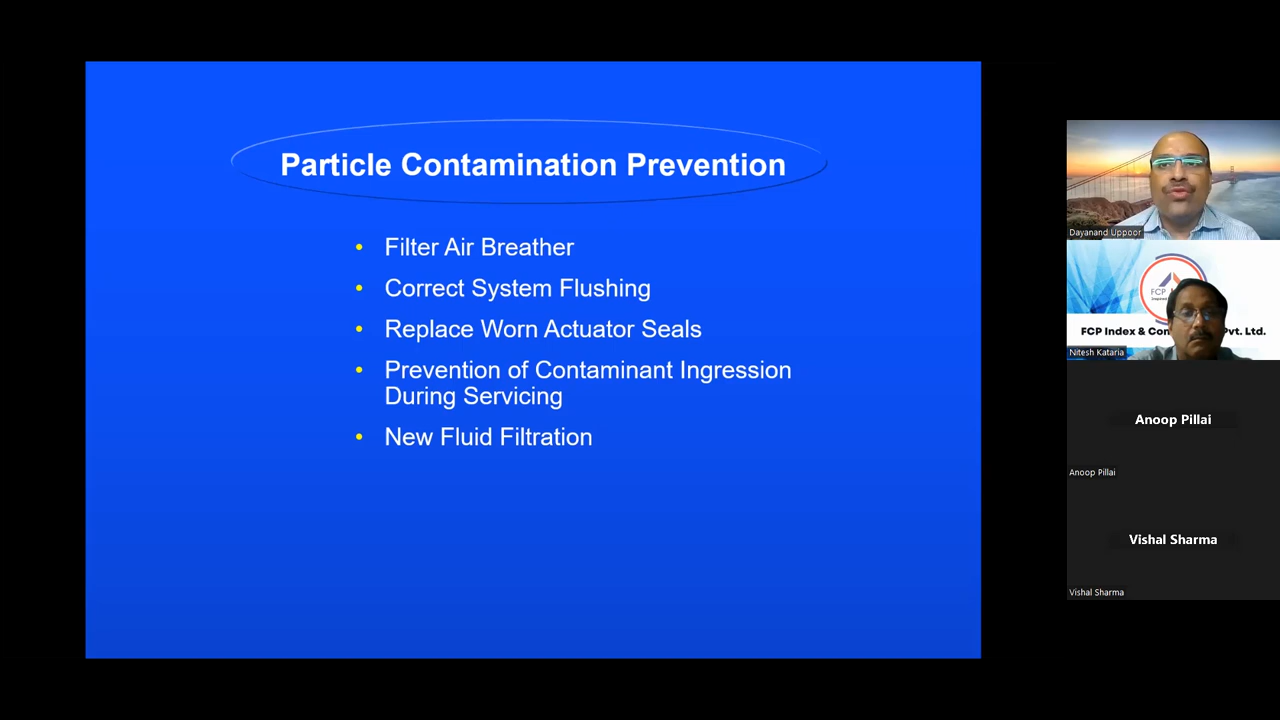 Particle Contamination Prevention
• Filter Air Breather
• Correct System Flushing
• Replace Worn Actuator Seals
• Prevention of Contaminant Ingression
During Servicing
• New Fluid Filtration
Dayanand Uppoor
FCP
FCP Index & Con
Pvt. Ltd.
Nitesh Kataria
Anoop Pillai
Anoop Pillai
Vishal Sharma
Vishal Sharma